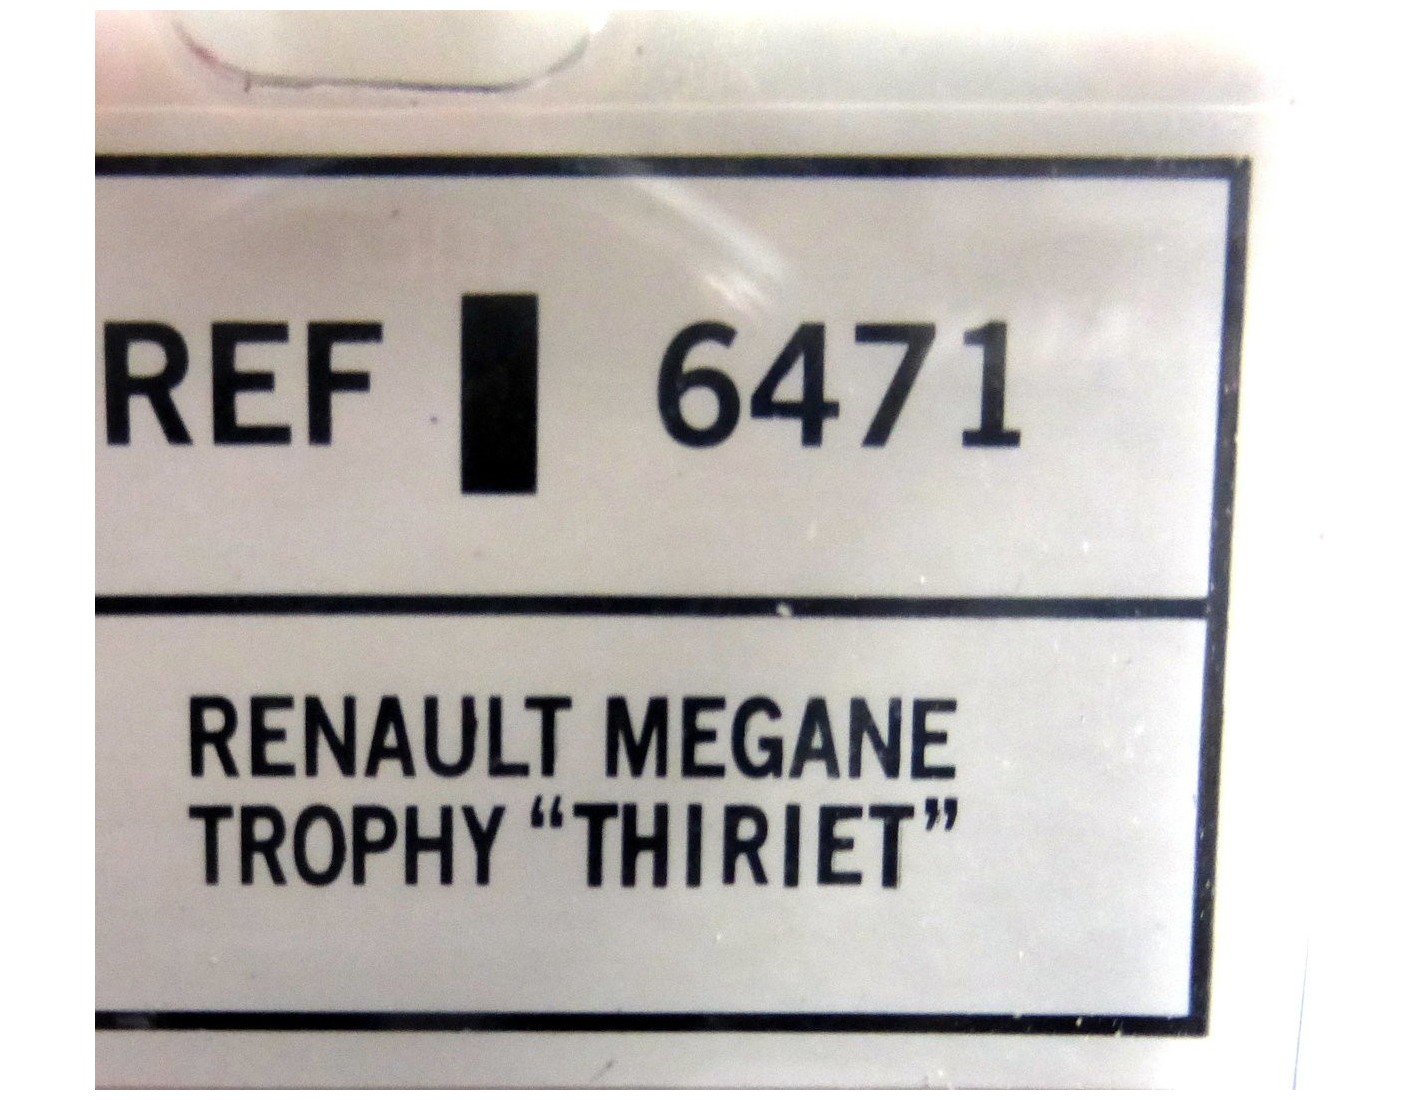 REF 6471
RENAULT MEGANE
TROPHY “THIRIET”